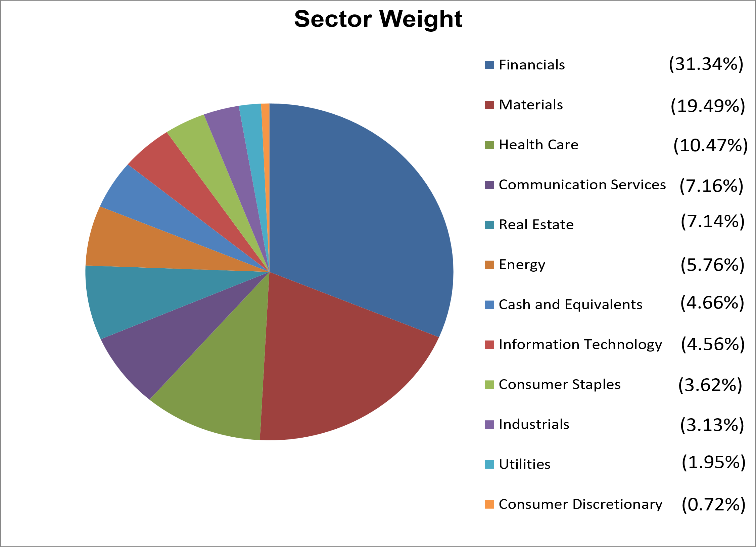 Sector Weight
Financials (31.34%)
Materials (19.49%)
Health Care (10.47%)
Communication Services (7.16%)
Real Estate (7.14%)
Energy (5.76%)
Cash and Equivalents (4.66%)
Information Technology (4.56%)
Consumer Staples (3.62%)
Industrials (3.13%)
Utilities (1.95%)
Consumer Discretionary (0.72%)